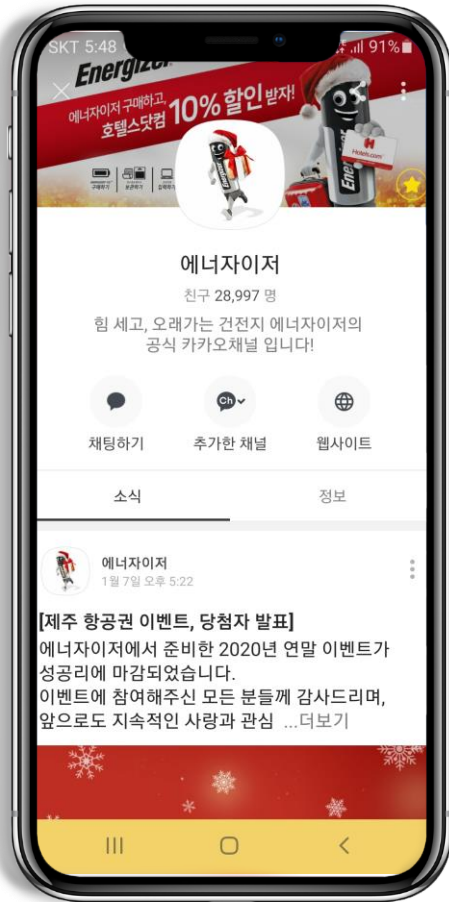 SKT 5:48
91%
Energizer
에너자이저 구매하고,
호텔스닷컴 10% 할인 받자!
구매하기
Hotels.com
에너자이저
친구 28,997 명
힘 세고, 오래가는 건전지 에너자이저의
공식 카카오채널 입니다!
Ch
채팅하기 추가한 채널 웹사이트
소식 정보
에너자이저
1월 7일 오후 5:22
[제주 항공권 이벤트, 당첨자 발표]
에너자이저에서 준비한 2020년 연말 이벤트가
성공리에 마감되었습니다.
이벤트에 참여해주신 모든 분들께 감사드리며,
앞으로도 지속적인 사랑과 관심 ...더보기